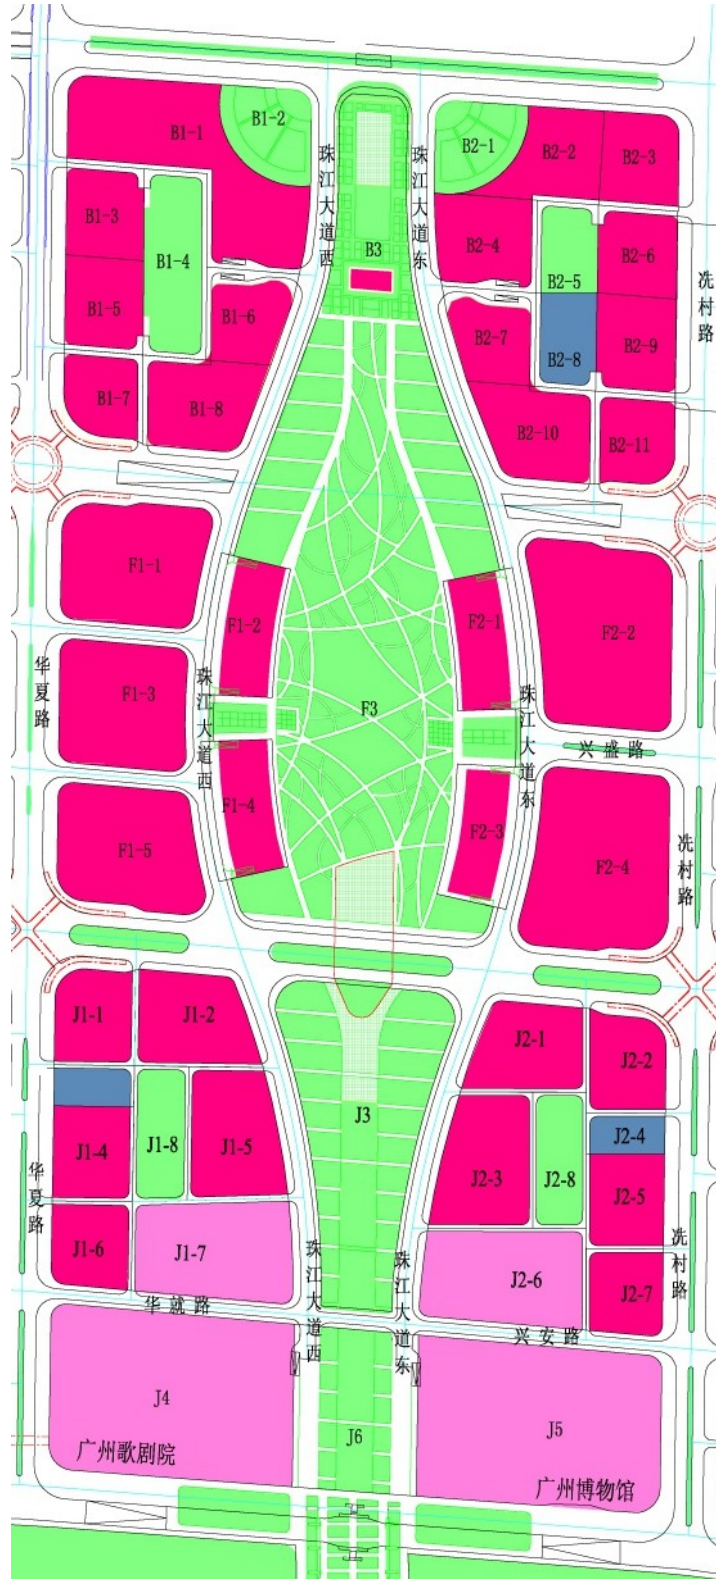 B1-1
B1-2
B2-1
B2-2
B2-3
珠江大道西
珠江大道东
B1-3
B1-4
B3
B2-4
B2-5
B2-6
冼村路
B1-5
B1-6
B2-7
B2-8
B2-9
B1-7
B1-8
B2-10
B2-11
F1-1
F1-2
F2-1
F2-2
华夏路
F1-3
珠江大道西
F3
珠江大道东
兴盛路
F1-4
F1-5
F2-3
F2-4
冼村路
J1-1
J1-2
J2-1
J2-2
J3
J1-4
J1-8
J1-5
J2-3
J2-8
J2-4
J2-5
华夏路
J1-6
J1-7
珠江大道西
珠江大道东
J2-6
J2-7
冼村路
华就路
兴安路
J4
J6
J5
广州歌剧院
广州博物馆